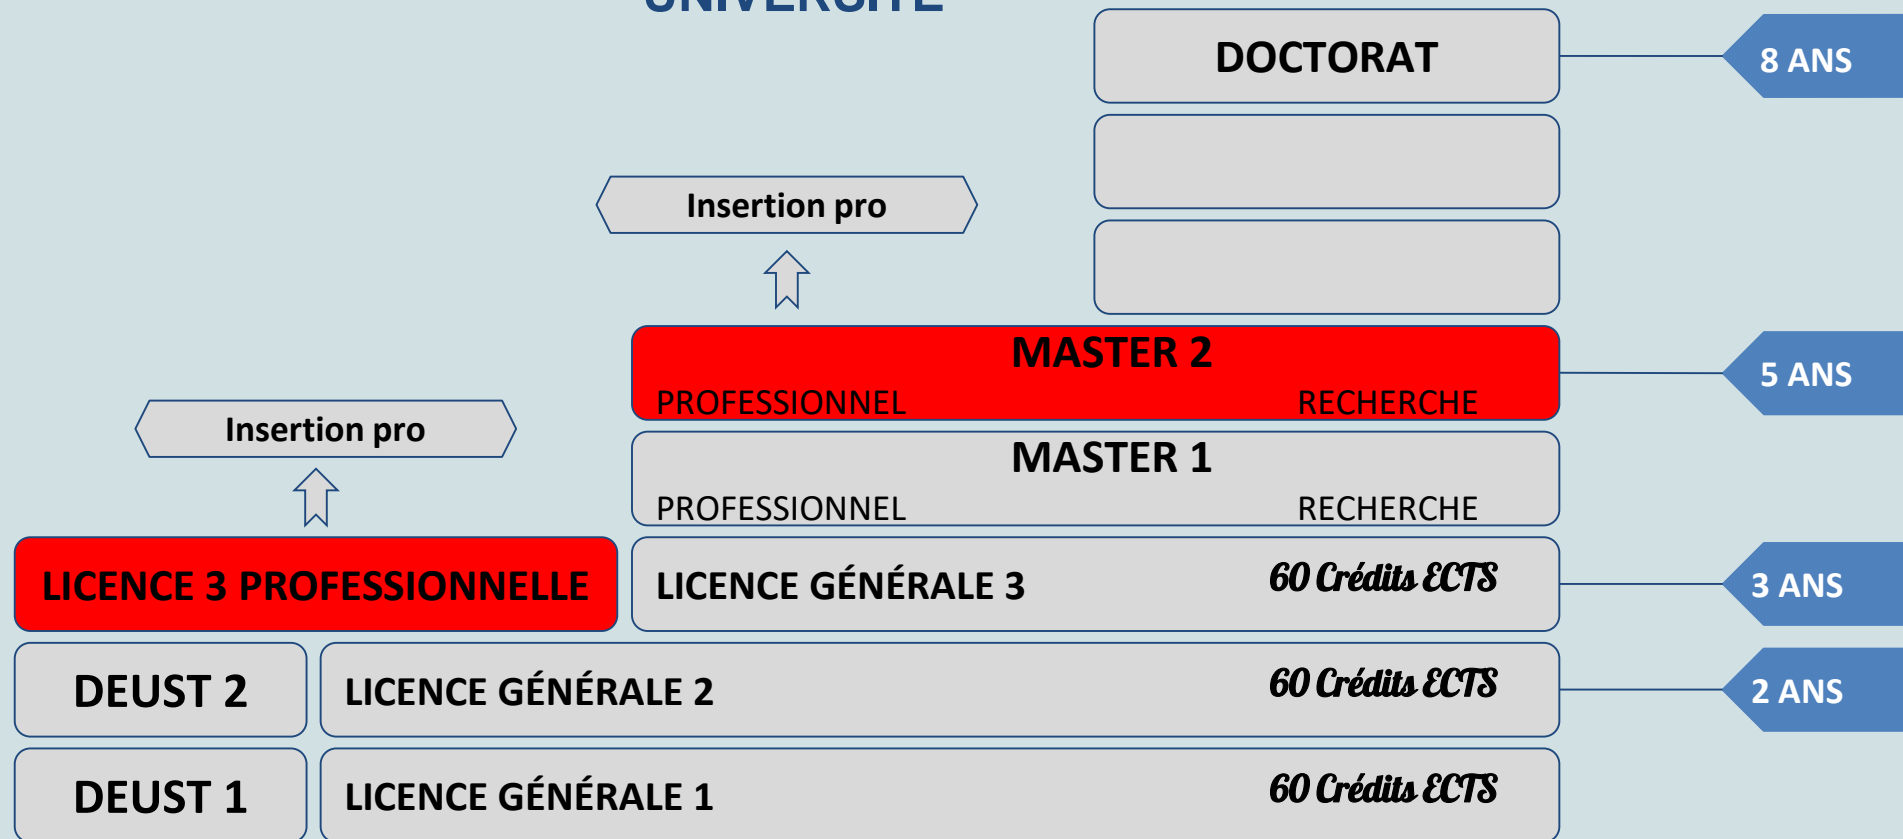 UNIVERSITÉ
DOCTORAT
8 ANS
Insertion pro
MASTER 2
PROFESSIONNEL RECHERCHE
5 ANS
Insertion pro
MASTER 1
PROFESSIONNEL RECHERCHE
LICENCE 3 PROFESSIONNELLE
LICENCE GÉNÉRALE 3
60 Crédits ECTS
3 ANS
DEUST 2
LICENCE GÉNÉRALE 2
60 Crédits ECTS
2 ANS
DEUST 1
LICENCE GÉNÉRALE 1
60 Crédits ECTS